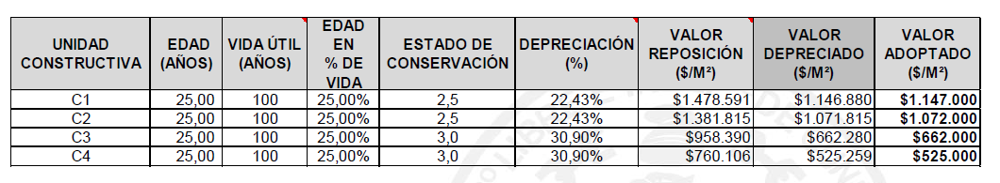 UNIDAD CONSTRUCTIVA | EDAD (AÑOS) | VIDA ÚTIL (AÑOS) | EDAD EN % DE VIDA | ESTADO DE CONSERVACIÓN | DEPRECIACIÓN (%) | VALOR REPOSICIÓN ($/M²) | VALOR DEPRECIADO ($/M²) | VALOR ADOPTADO ($/M²)
C1 | 25,00 | 100 | 25,00% | 2,5 | 22,43% | $1.478.591 | $1.146.880 | $1.147.000
C2 | 25,00 | 100 | 25,00% | 2,5 | 22,43% | $1.381.815 | $1.071.815 | $1.072.000
C3 | 25,00 | 100 | 25,00% | 3,0 | 30,90% | $958.390 | $662.280 | $662.000
C4 | 25,00 | 100 | 25,00% | 3,0 | 30,90% | $760.106 | $525.259 | $525.000